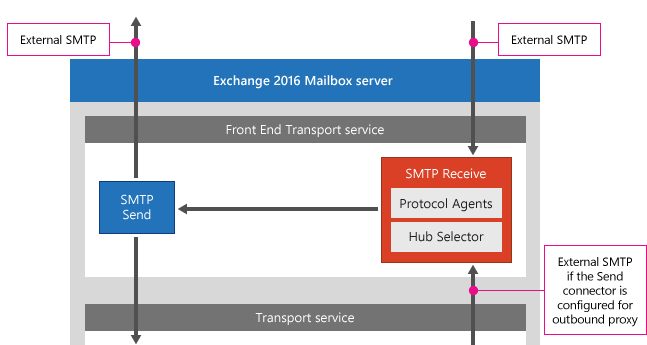 External SMTP
External SMTP
Exchange 2016 Mailbox server
Front End Transport service
SMTP
Send
SMTP Receive
Protocol Agents
Hub Selector
External SMTP
if the Send
connector is
configured for
outbound proxy
Transport service